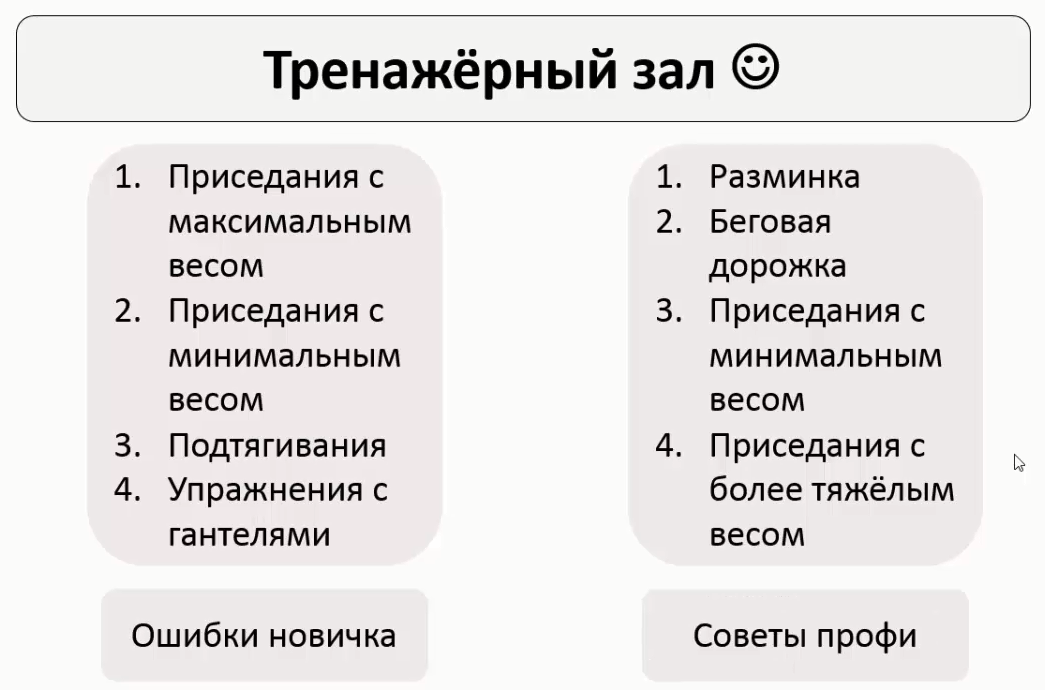 Тренажёрный зал ☺
1. Приседания с
максимальным
весом
2. Приседания с
минимальным
весом
3. Подтягивания
4. Упражнения с
гантелями
Ошибки новичка
1. Разминка
2. Беговая
дорожка
3. Приседания с
минимальным
весом
4. Приседания с
более тяжёлым
весом
Советы профи